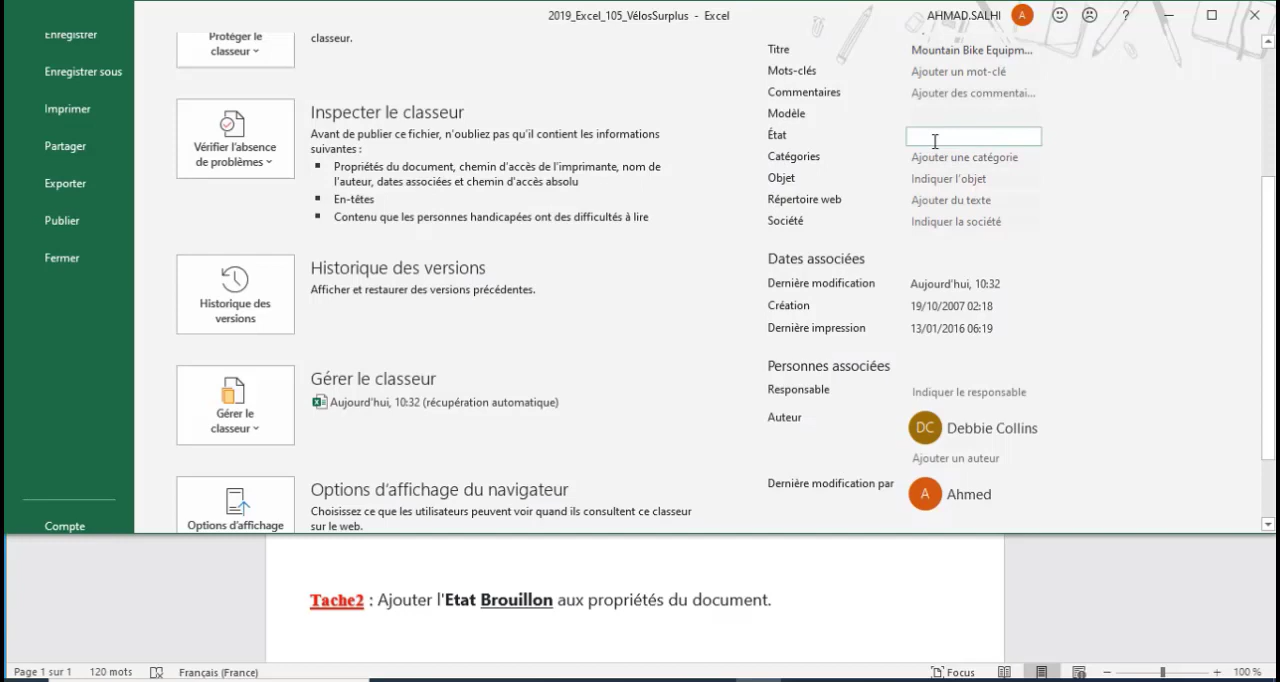 2019_Excel_105_VélosSurplus - Excel
AHMAD.SALHI
A
?
Enregistrer
Enregistrer sous
Imprimer
Partager
Exporter
Publier
Fermer
Compte
Protéger le
classeur
classeur.
Vérifier l'absence
de problèmes
Inspecter le classeur
Avant de publier ce fichier, n'oubliez pas qu'il contient les informations
suivantes :
Propriétés du document, chemin d'accès de l'imprimante, nom de
l'auteur, dates associées et chemin d'accès absolu
En-têtes
Contenu que les personnes handicapées ont des difficultés à lire
Historique des
versions
Historique des versions
Afficher et restaurer des versions précédentes.
Gérer le
classeur
Gérer le classeur
Aujourd'hui, 10:32 (récupération automatique)
Options d'affichage
Options d'affichage du navigateur
Choisissez ce que les utilisateurs peuvent voir quand ils consultent ce classeur
sur le web.
Titre Mountain Bike Equipm...
Mots-clés Ajouter un mot-clé
Commentaires Ajouter des commentai...
Modèle
État
Catégories Ajouter une catégorie
Objet Indiquer l'objet
Répertoire web Ajouter du texte
Société Indiquer la société
Dates associées
Dernière modification Aujourd'hui, 10:32
Création 19/10/2007 02:18
Dernière impression 13/01/2016 06:19
Personnes associées
Responsable Indiquer le responsable
Auteur DC Debbie Collins
Ajouter un auteur
Dernière modification par A Ahmed
Tache2 : Ajouter l'Etat Brouillon aux propriétés du document.
Page 1 sur 1 120 mots Français (France) Focus 100 %